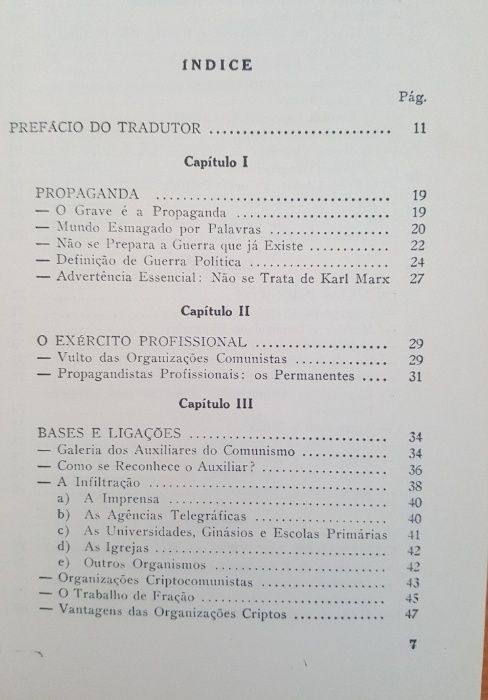 ÍNDICE
Pág.
PREFÁCIO DO TRADUTOR .......................... 11
Capítulo I
PROPAGANDA ................................... 19
— O Grave é a Propaganda ..................... 19
— Mundo Esmagado por Palavras ................ 20
— Não se Prepara a Guerra que já Existe ............ 22
— Definição de Guerra Política .................... 24
— Advertência Essencial: Não se Trata de Karl Marx 27
Capítulo II
O EXÉRCITO PROFISSIONAL ..................... 29
— Vulto das Organizações Comunistas .............. 29
— Propagandistas Profissionais: os Permanentes .... 31
Capítulo III
BASES E LIGAÇÕES ............................. 34
— Galeria dos Auxiliares do Comunismo ............. 34
— Como se Reconhece o Auxiliar? .................. 36
— A Infiltração .................................. 38
a) A Imprensa ................................ 40
b) As Agências Telegráficas ................... 40
c) As Universidades, Ginásios e Escolas Primárias 41
d) As Igrejas ................................. 42
e) Outros Organismos ......................... 42
— Organizações Criptocomunistas .................. 43
— O Trabalho de Fração .......................... 45
— Vantagens das Organizações Criptos .............. 47
7